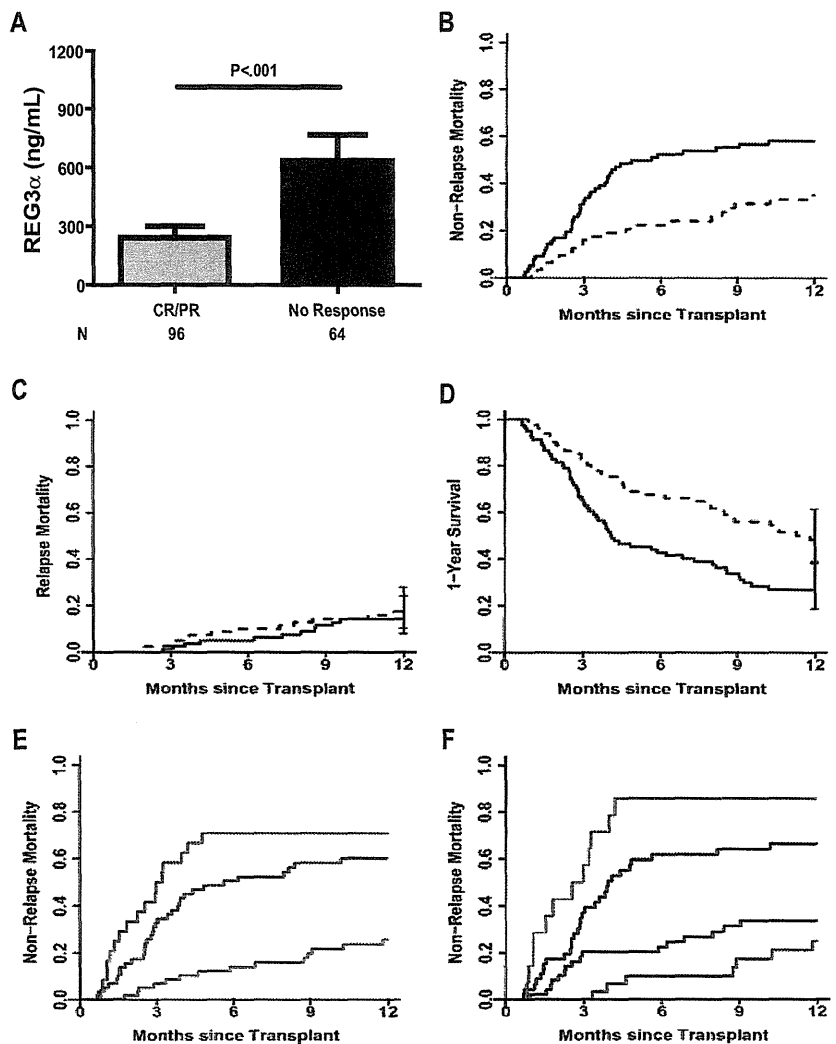 A
REG3α (ng/mL)
1200
900
600
300
0
P<.001
CR/PR
No Response
N
96
64
B
Non-Relapse Mortality
1.0
0.8
0.6
0.4
0.2
0.0
0
3
6
9
12
Months since Transplant
C
Relapse Mortality
1.0
0.8
0.6
0.4
0.2
0.0
0
3
6
9
12
Months since Transplant
D
1-Year Survival
1.0
0.8
0.6
0.4
0.2
0.0
0
3
6
9
12
Months since Transplant
E
Non-Relapse Mortality
1.0
0.8
0.6
0.4
0.2
0.0
0
3
6
9
12
Months since Transplant
F
Non-Relapse Mortality
1.0
0.8
0.6
0.4
0.2
0.0
0
3
6
9
12
Months since Transplant